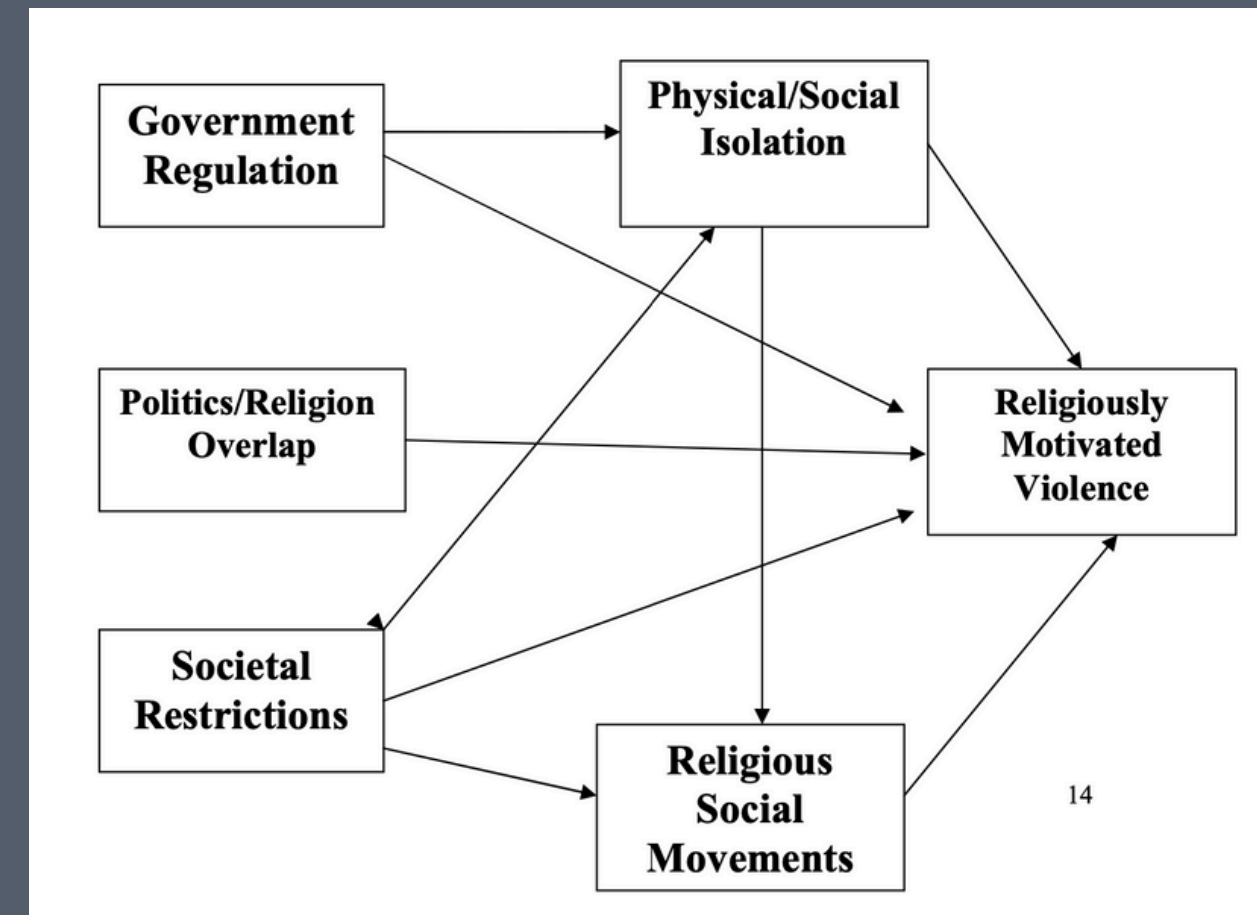 Government
Regulation
Physical/Social
Isolation
Politics/Religion
Overlap
Religiously
Motivated
Violence
Societal
Restrictions
Religious
Social
Movements
14